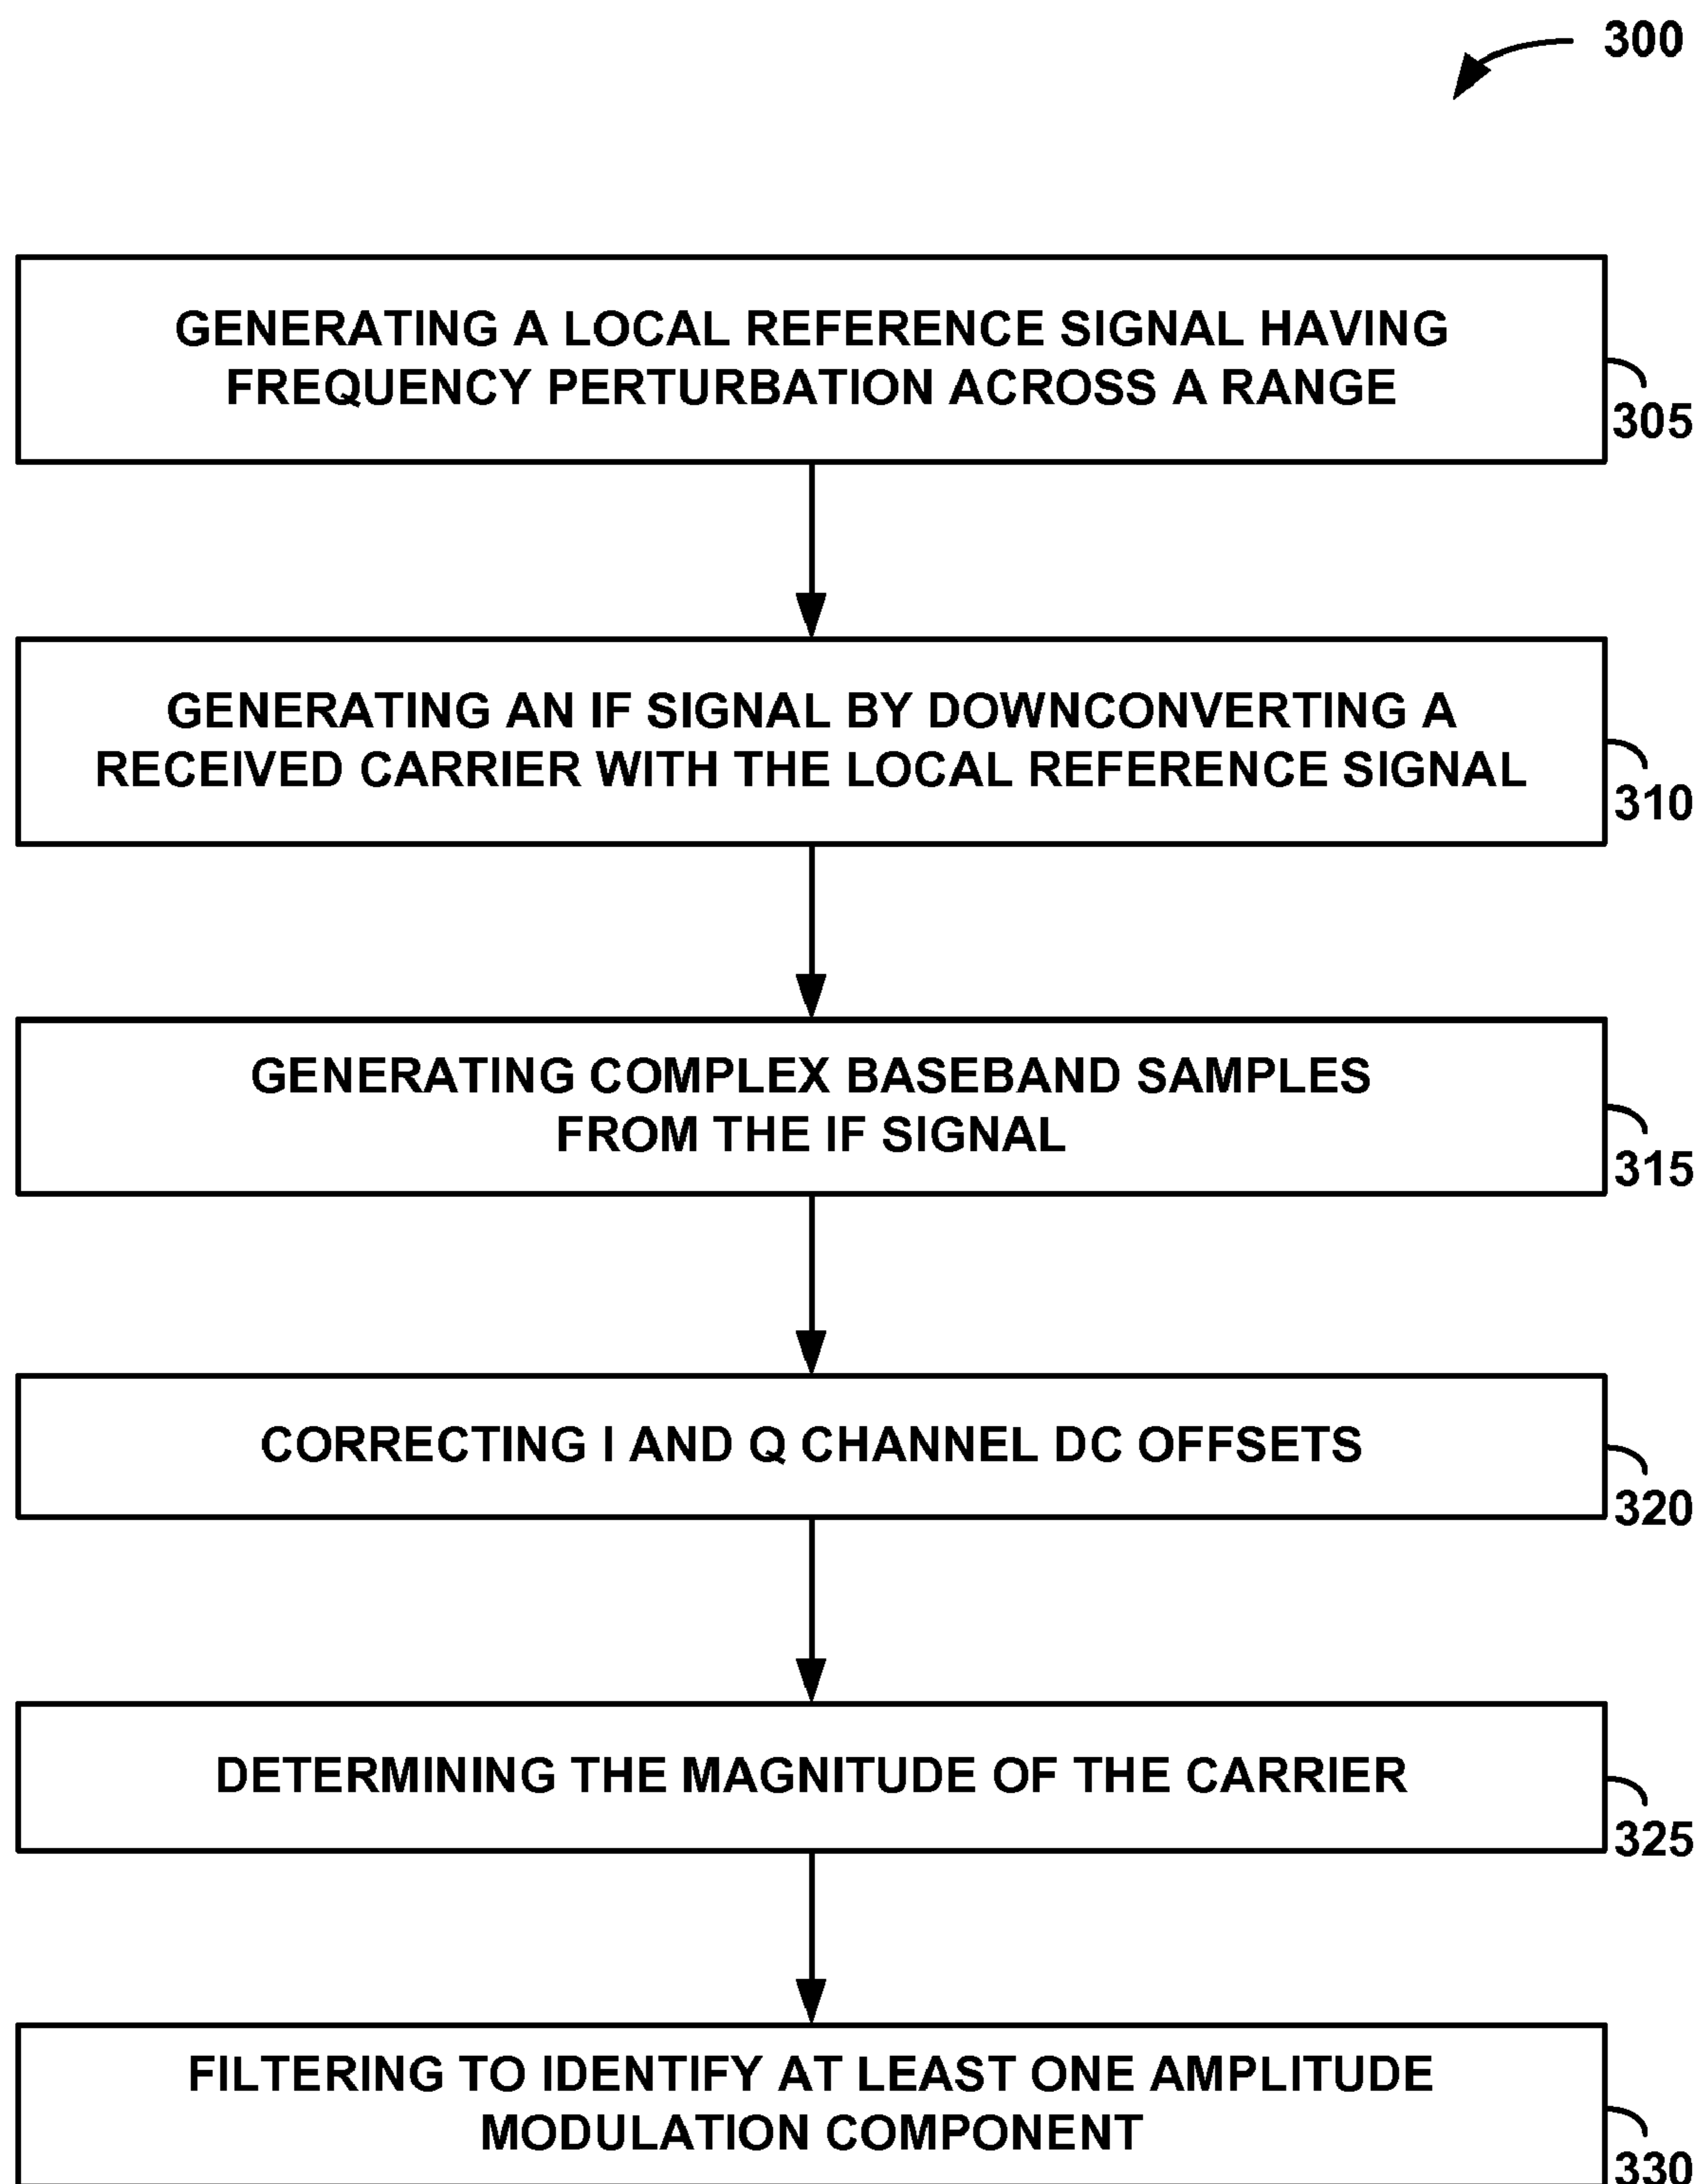 300
GENERATING A LOCAL REFERENCE SIGNAL HAVING
FREQUENCY PERTURBATION ACROSS A RANGE
305
GENERATING AN IF SIGNAL BY DOWNCONVERTING A
RECEIVED CARRIER WITH THE LOCAL REFERENCE SIGNAL
310
GENERATING COMPLEX BASEBAND SAMPLES
FROM THE IF SIGNAL
315
CORRECTING I AND Q CHANNEL DC OFFSETS
320
DETERMINING THE MAGNITUDE OF THE CARRIER
325
FILTERING TO IDENTIFY AT LEAST ONE AMPLITUDE
MODULATION COMPONENT
330